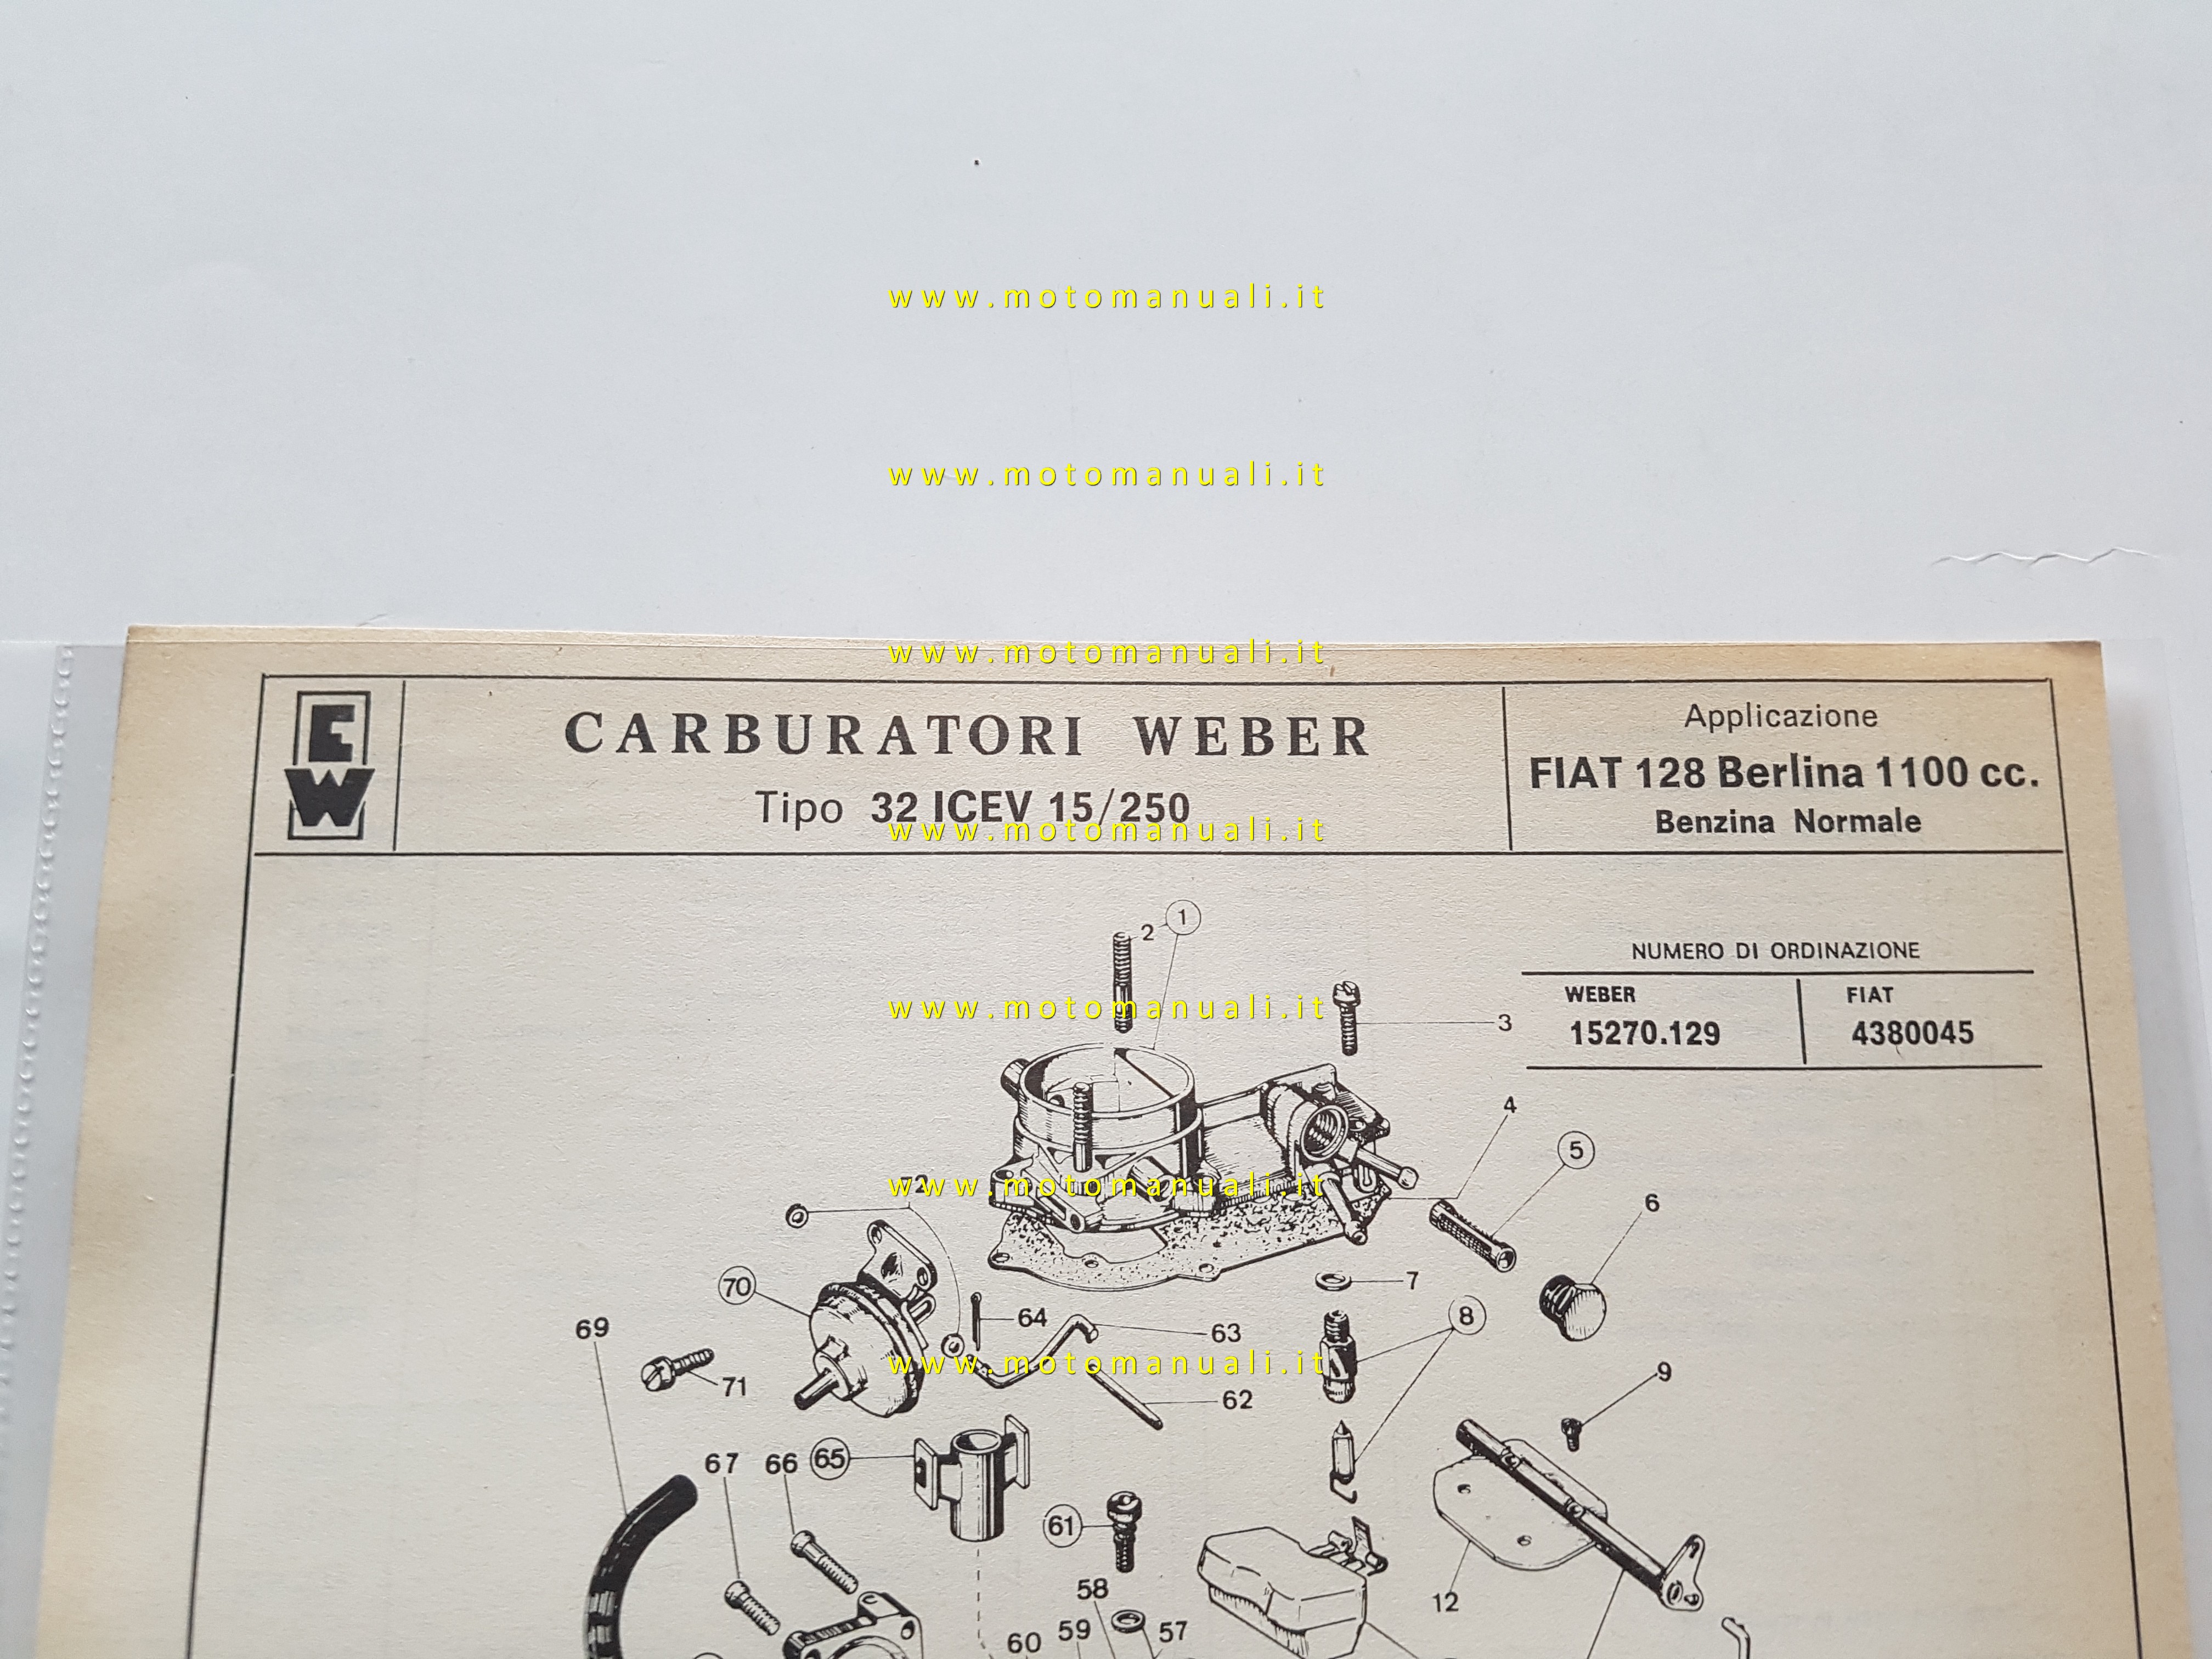 www.motomanuali.it
www.motomanuali.it
www.motomanuali.it
EW
CARBURATORI WEBER
Tipo 32 ICEV 15/250
Applicazione
FIAT 128 Berlina 1100 cc.
Benzina Normale
www.motomanuali.it
1
2
NUMERO DI ORDINAZIONE
WEBER
FIAT
15270.129
4380045
www.motomanuali.it
3
4
5
72
www.motomanuali.it
6
70
7
64
8
69
63
www.motomanuali.it
71
9
62
67
66
65
61
58
12
60
59
57